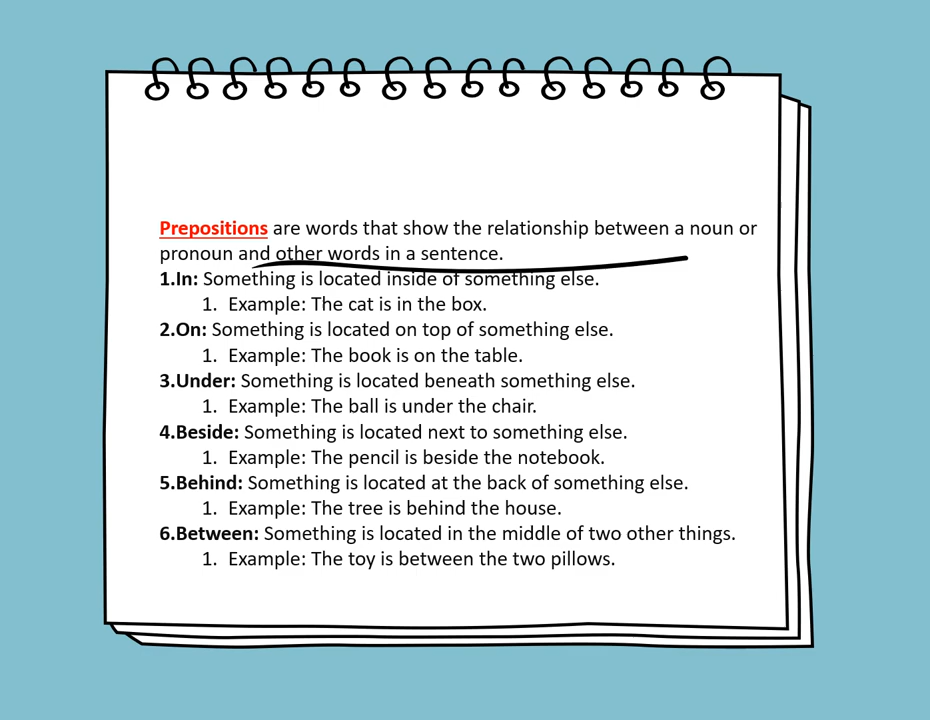 Prepositions are words that show the relationship between a noun or
pronoun and other words in a sentence.
1.In: Something is located inside of something else.
1. Example: The cat is in the box.
2.On: Something is located on top of something else.
1. Example: The book is on the table.
3.Under: Something is located beneath something else.
1. Example: The ball is under the chair.
4.Beside: Something is located next to something else.
1. Example: The pencil is beside the notebook.
5.Behind: Something is located at the back of something else.
1. Example: The tree is behind the house.
6.Between: Something is located in the middle of two other things.
1. Example: The toy is between the two pillows.